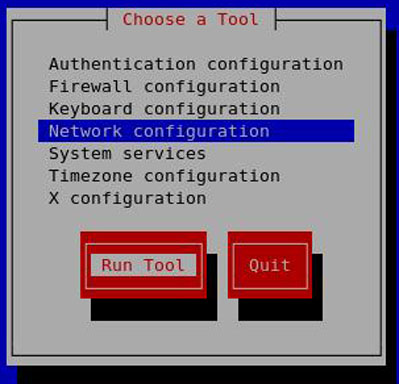 Choose a Tool
Authentication configuration
Firewall configuration
Keyboard configuration
Network configuration
System services
Timezone configuration
X configuration
Run Tool Quit